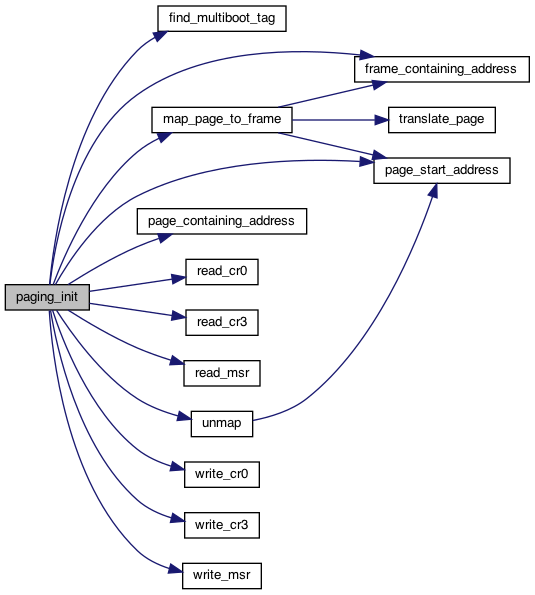 find_multiboot_tag
frame_containing_address
map_page_to_frame
translate_page
page_start_address
page_containing_address
read_cr0
paging_init
read_cr3
read_msr
unmap
write_cr0
write_cr3
write_msr